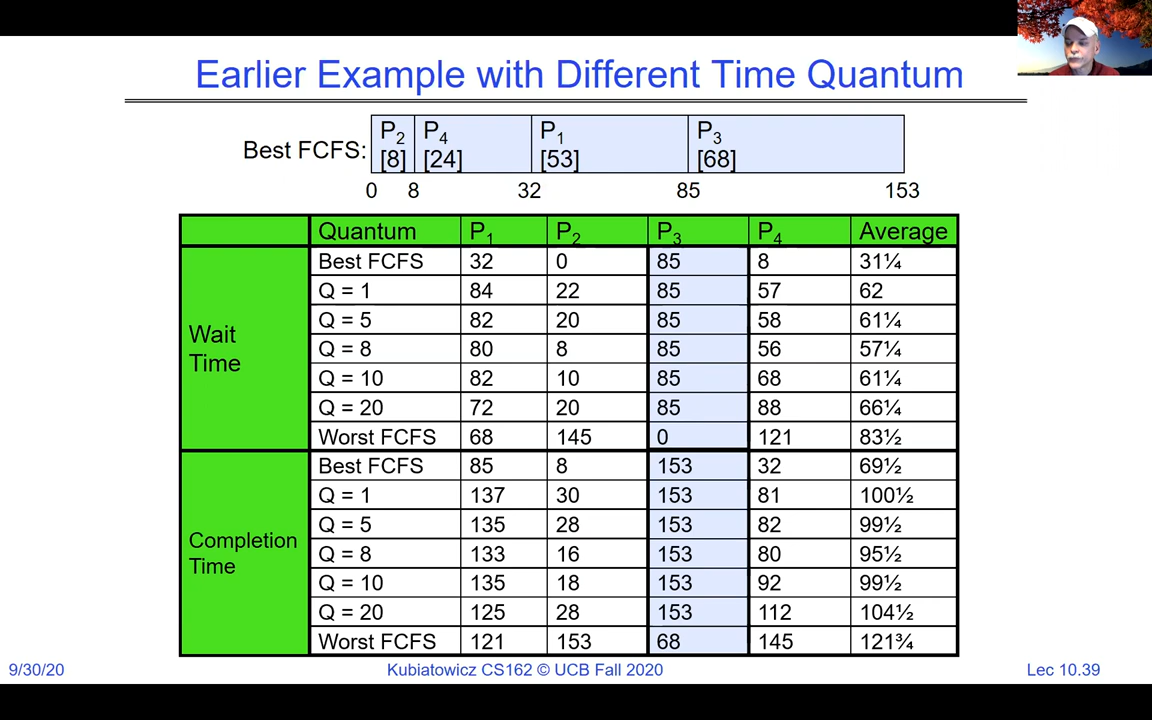 Earlier Example with Different Time Quantum
Best FCFS:
P2 P4 P1 P3
[8] [24] [53] [68]
0 8 32 85 153
Quantum P1 P2 P3 P4 Average
Wait Time
Best FCFS 32 0 85 8 31¼
Q = 1 84 22 85 57 62
Q = 5 82 20 85 58 61¼
Q = 8 80 8 85 56 57¼
Q = 10 82 10 85 68 61¼
Q = 20 72 20 85 88 66¼
Worst FCFS 68 145 0 121 83½
Completion Time
Best FCFS 85 8 153 32 69½
Q = 1 137 30 153 81 100½
Q = 5 135 28 153 82 99½
Q = 8 133 16 153 80 95½
Q = 10 135 18 153 92 99½
Q = 20 125 28 153 112 104½
Worst FCFS 121 153 68 145 121¾
9/30/20 Kubiatowicz CS162 © UCB Fall 2020 Lec 10.39